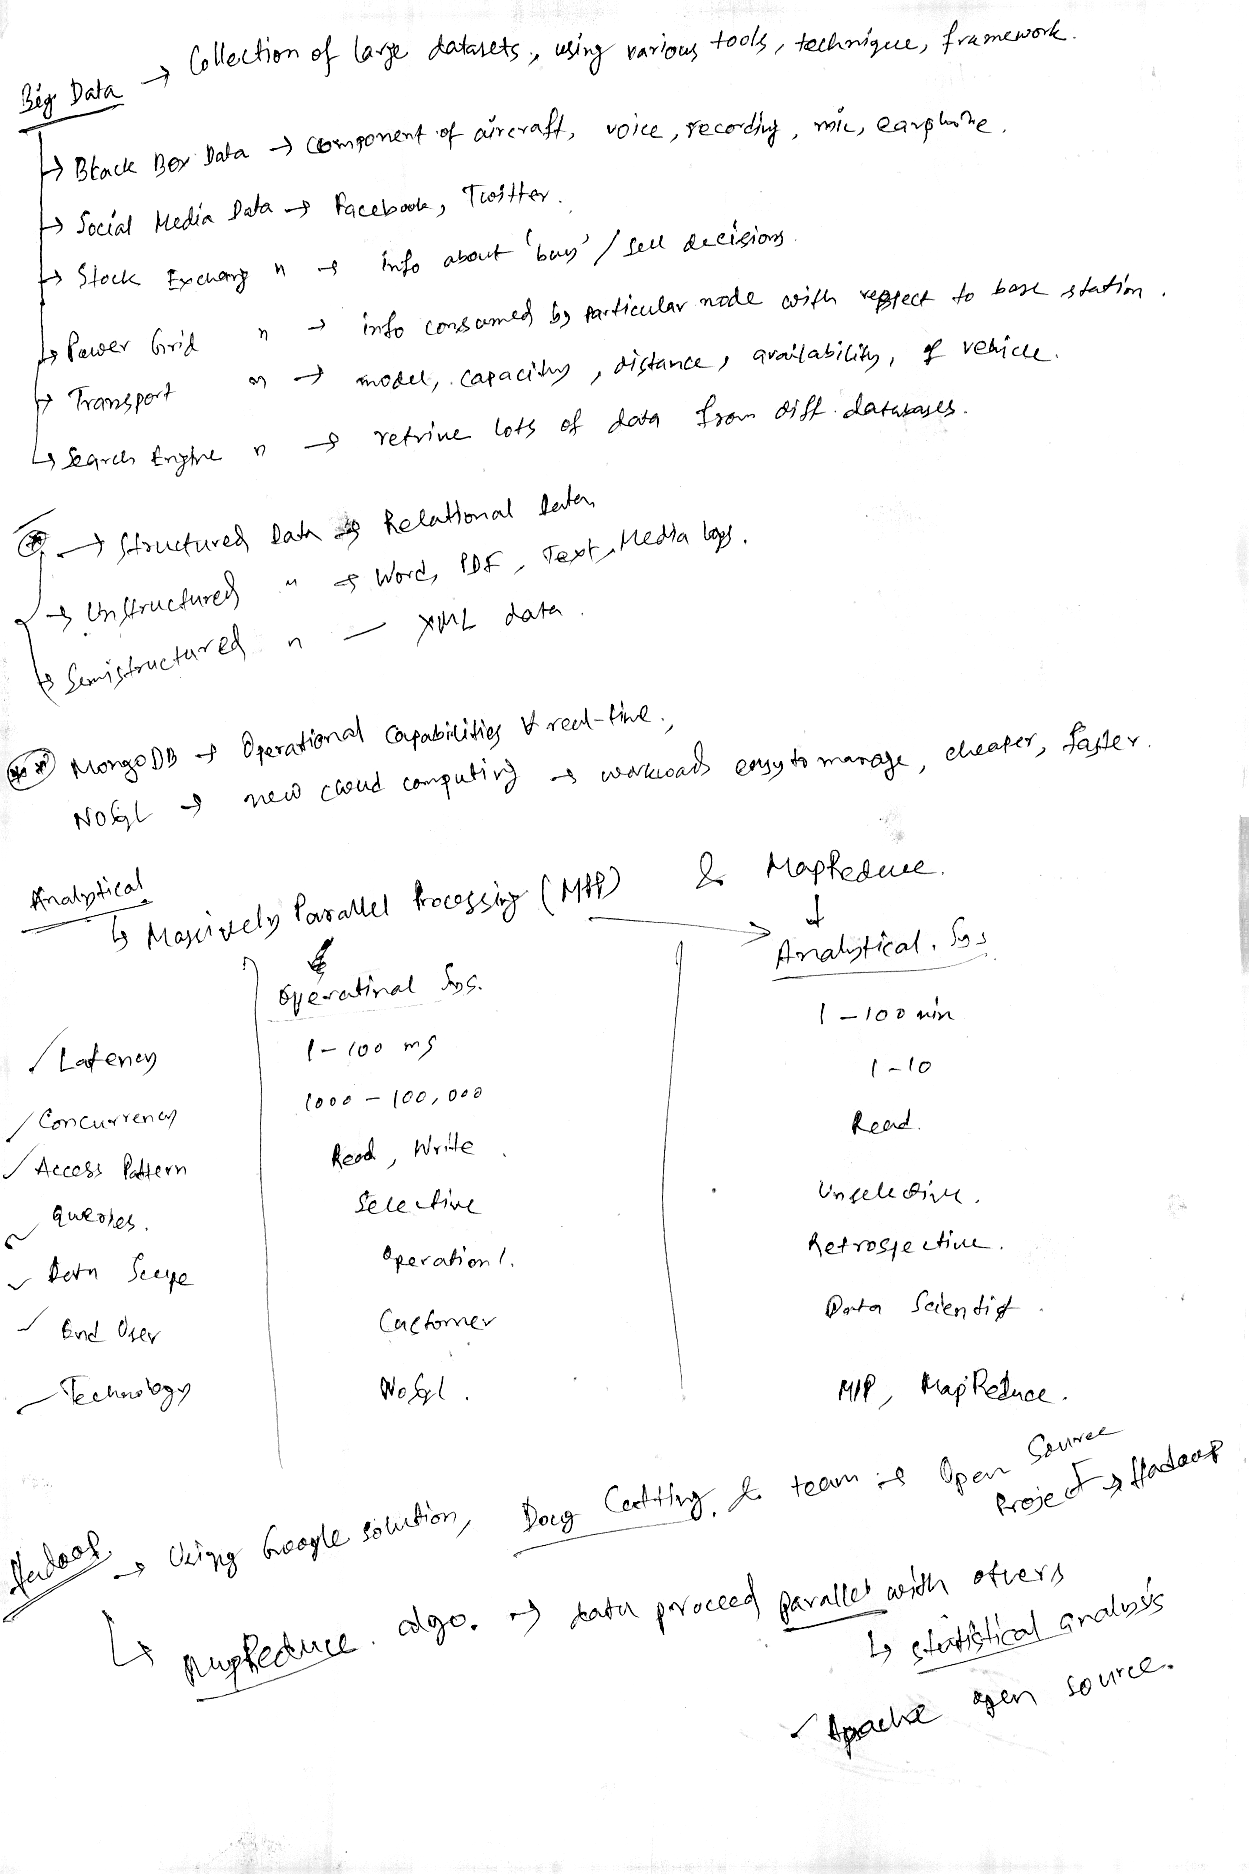 Big Data → Collection of large datasets, using various tools, technique, framework.
→ Black Box Data → component of aircraft, voice, recording, mic, earphone.
→ Social Media Data → Facebook, Twitter.
→ Stock Exchang " → info about 'buy' / sell decisions.
→ Power Grid " → info consumed by particular node with respect to base station.
→ Transport " → model, capacity, distance, availability, of vehicle.
→ Search Engine " → retrive lots of data from diff. databases.
* → Structured Data → Relational Data
→ Unstructured " → Word, PDF, Text, Media logs.
→ Semistructured " — XML data.
** MongoDB → Operational Capabilities & real-time,
NoSql → new cloud computing → workloads easy to manage, cheaper, faster.
Analytical
↳ Massively Parallel Processing (MPP) & MapReduce.
Operatinal Sys. Analytical. Sys
Latency 1-100 ms 1-100 min
Concurrency 1000 - 100,000 1-10
Access Pattern Read, Write Read.
Queries. Selective Unselective.
Data Scope Operationl. Retrospective.
End User Customer Data Scientist.
Technology NoSql. MPP, MapReduce.
Hadoop → Using Google solution, Doug Cutting & team → Open Source
Project → Hadoop
↳ MapReduce algo. → data proceed parallel with others
↳ statistical analysis
✓ Apache open source.